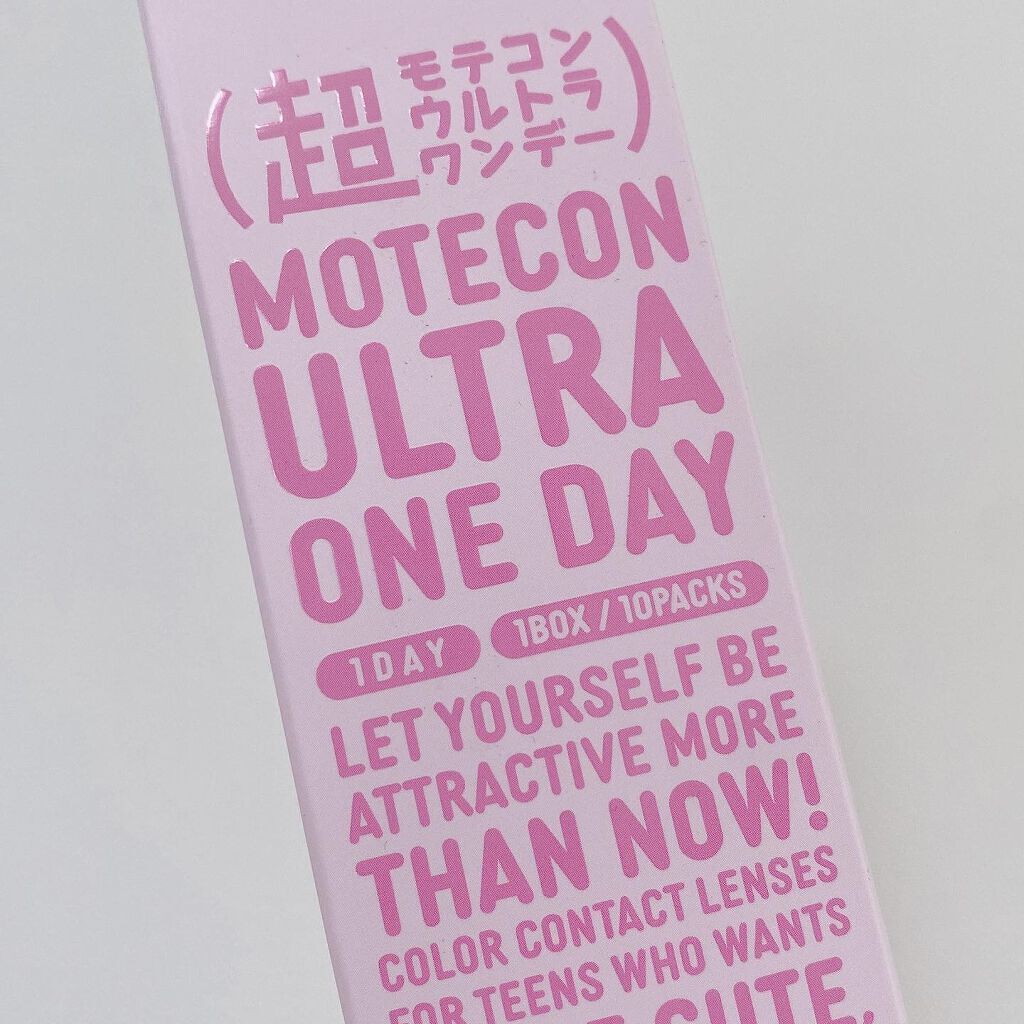 (超 モテコン
ウルトラ
ワンデー)
MOTECON
ULTRA
ONE DAY
1DAY 1BOX / 10PACKS
LET YOURSELF BE
ATTRACTIVE MORE
THAN NOW!
COLOR CONTACT LENSES
FOR TEENS WHO WANTS
CUTE,